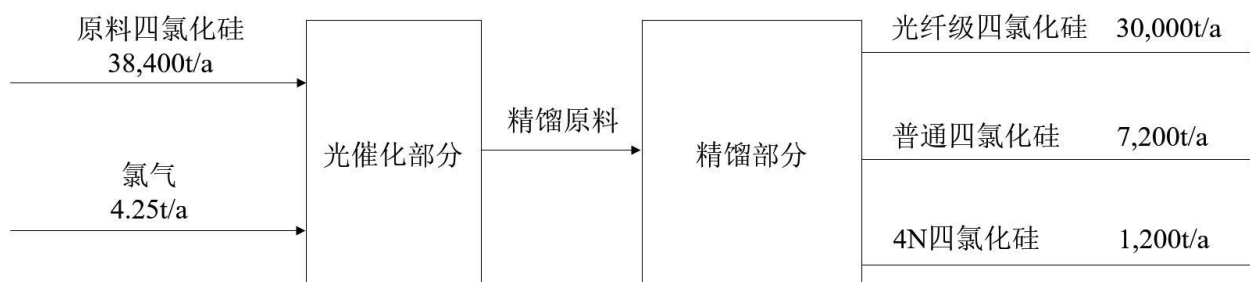 原料四氯化硅
38,400t/a
氯气
4.25t/a
光催化部分
精馏原料
精馏部分
光纤级四氯化硅 30,000t/a
普通四氯化硅 7,200t/a
4N四氯化硅 1,200t/a